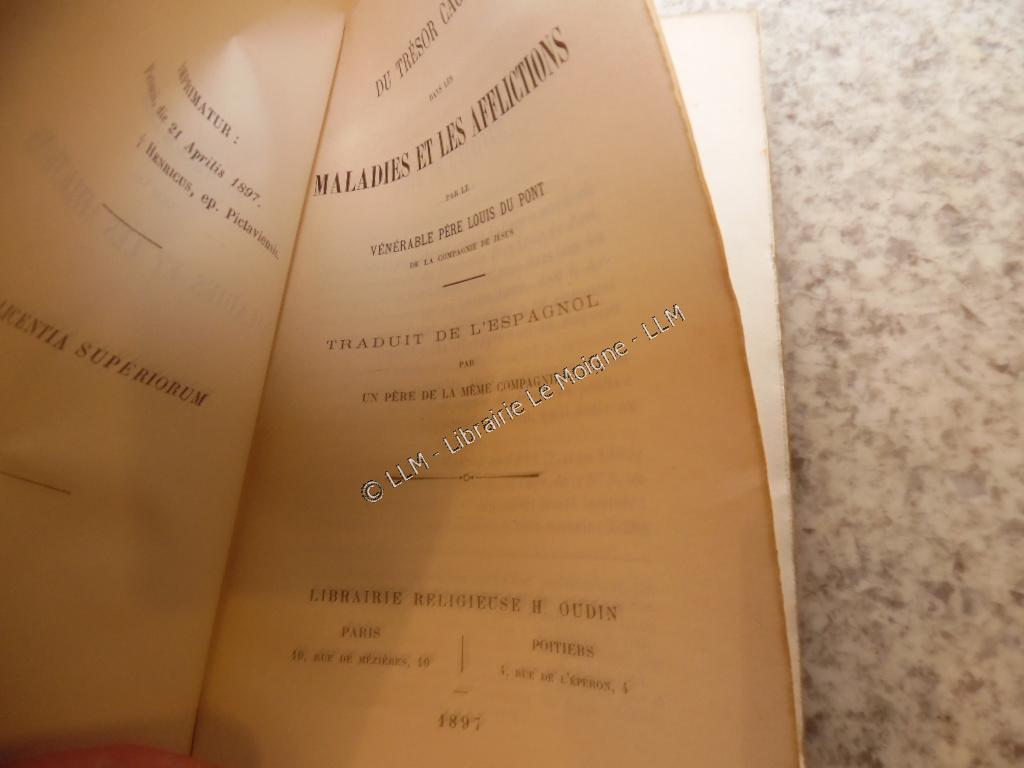 IMPRIMATUR :
die 21 Aprilis 1897.
† HENRICUS, ep. Pictaviensis.
LICENTIA SUPERIORUM
DU TRÉSOR
DANS LES
MALADIES ET LES AFFLICTIONS
PAR LE
VÉNÉRABLE PÈRE LOUIS DU PONT
DE LA COMPAGNIE DE JÉSUS
TRADUIT DE L'ESPAGNOL
PAR
UN PÈRE DE LA MÊME COMPAGNIE
© LLM - Librairie Le Moigne - LLM
LIBRAIRIE RELIGIEUSE H. OUDIN
PARIS
10, RUE DE MÉZIÈRES, 10
POITIERS
4, RUE DE L'ÉPERON, 4
1897